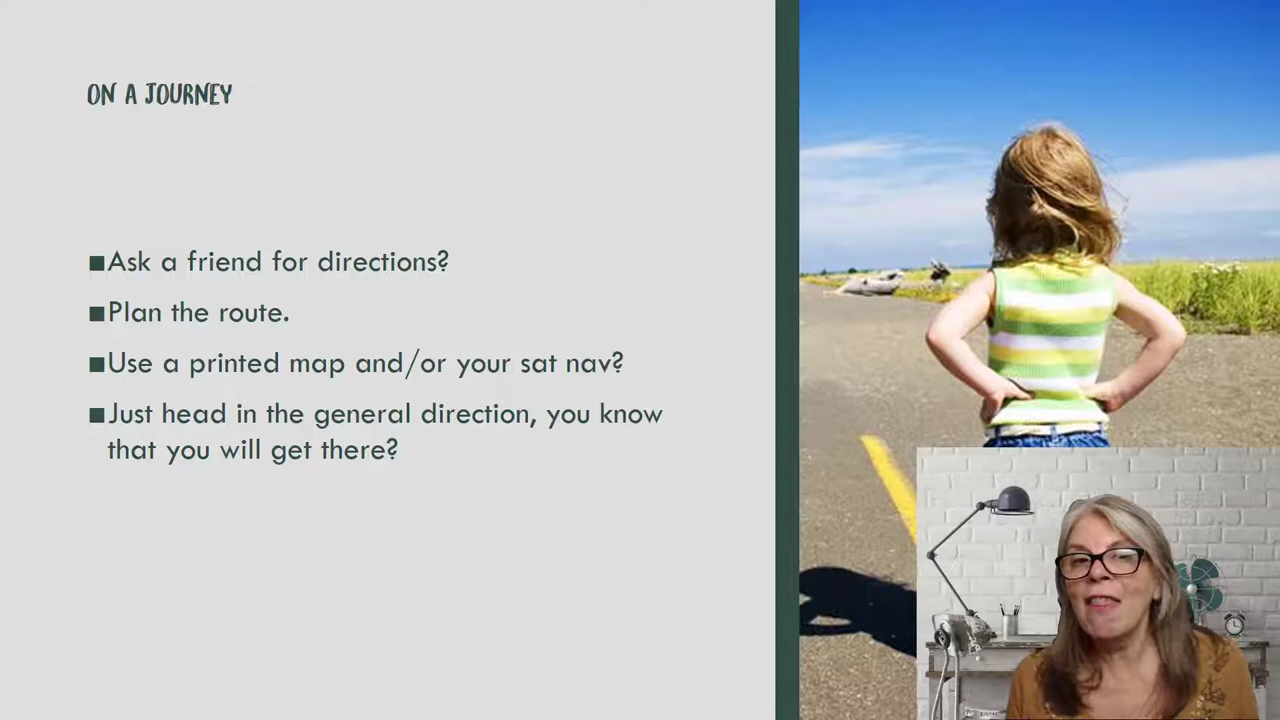 ON A JOURNEY
■Ask a friend for directions?
■Plan the route.
■Use a printed map and/or your sat nav?
■Just head in the general direction, you know
that you will get there?